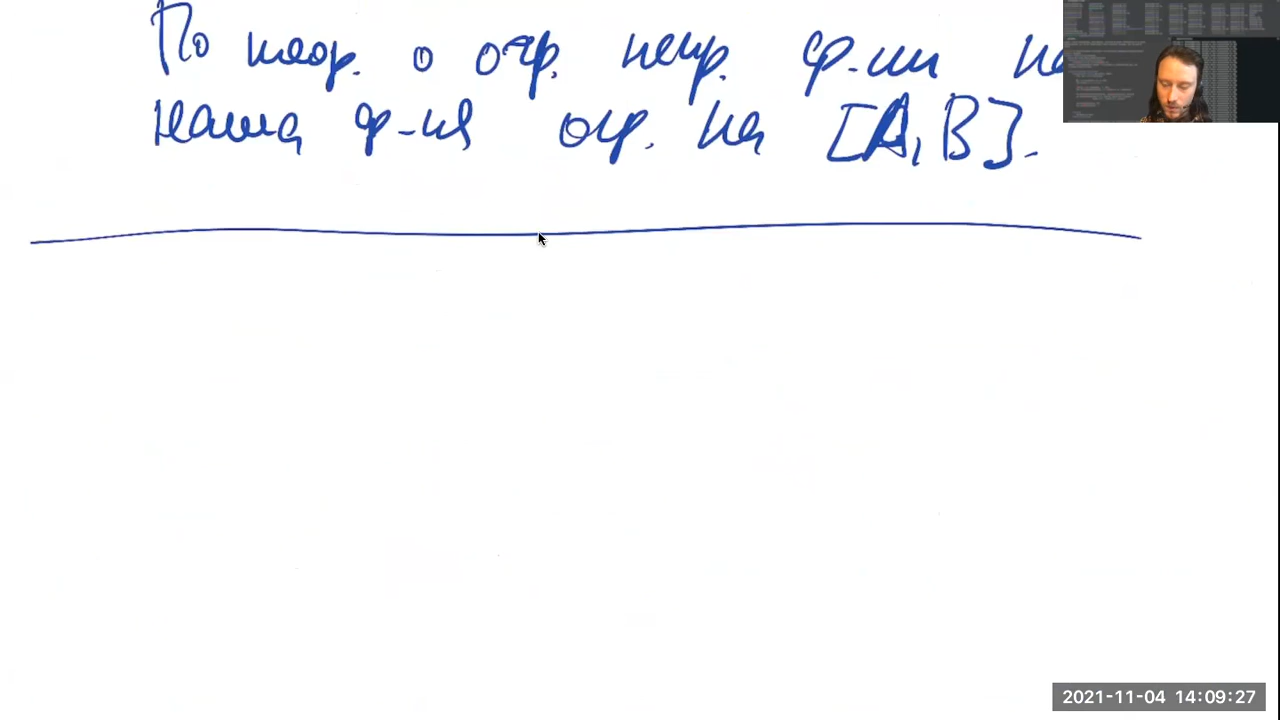 По теор. о огр. непр. ф-ии на
наша ф-ия огр. на [A, B].
2021-11-04 14:09:27